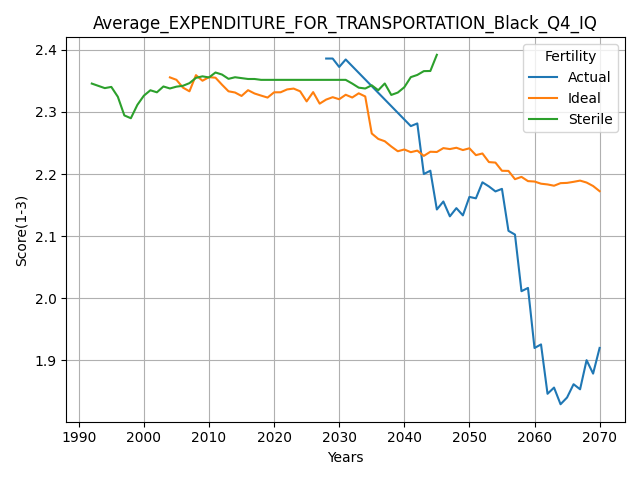 Average_EXPENDITURE_FOR_TRANSPORTATION_Black_Q4_IQ
Fertility
Actual
Ideal
Sterile
Score(1-3)
2.4
2.3
2.2
2.1
2.0
1.9
1990 2000 2010 2020 2030 2040 2050 2060 2070
Years